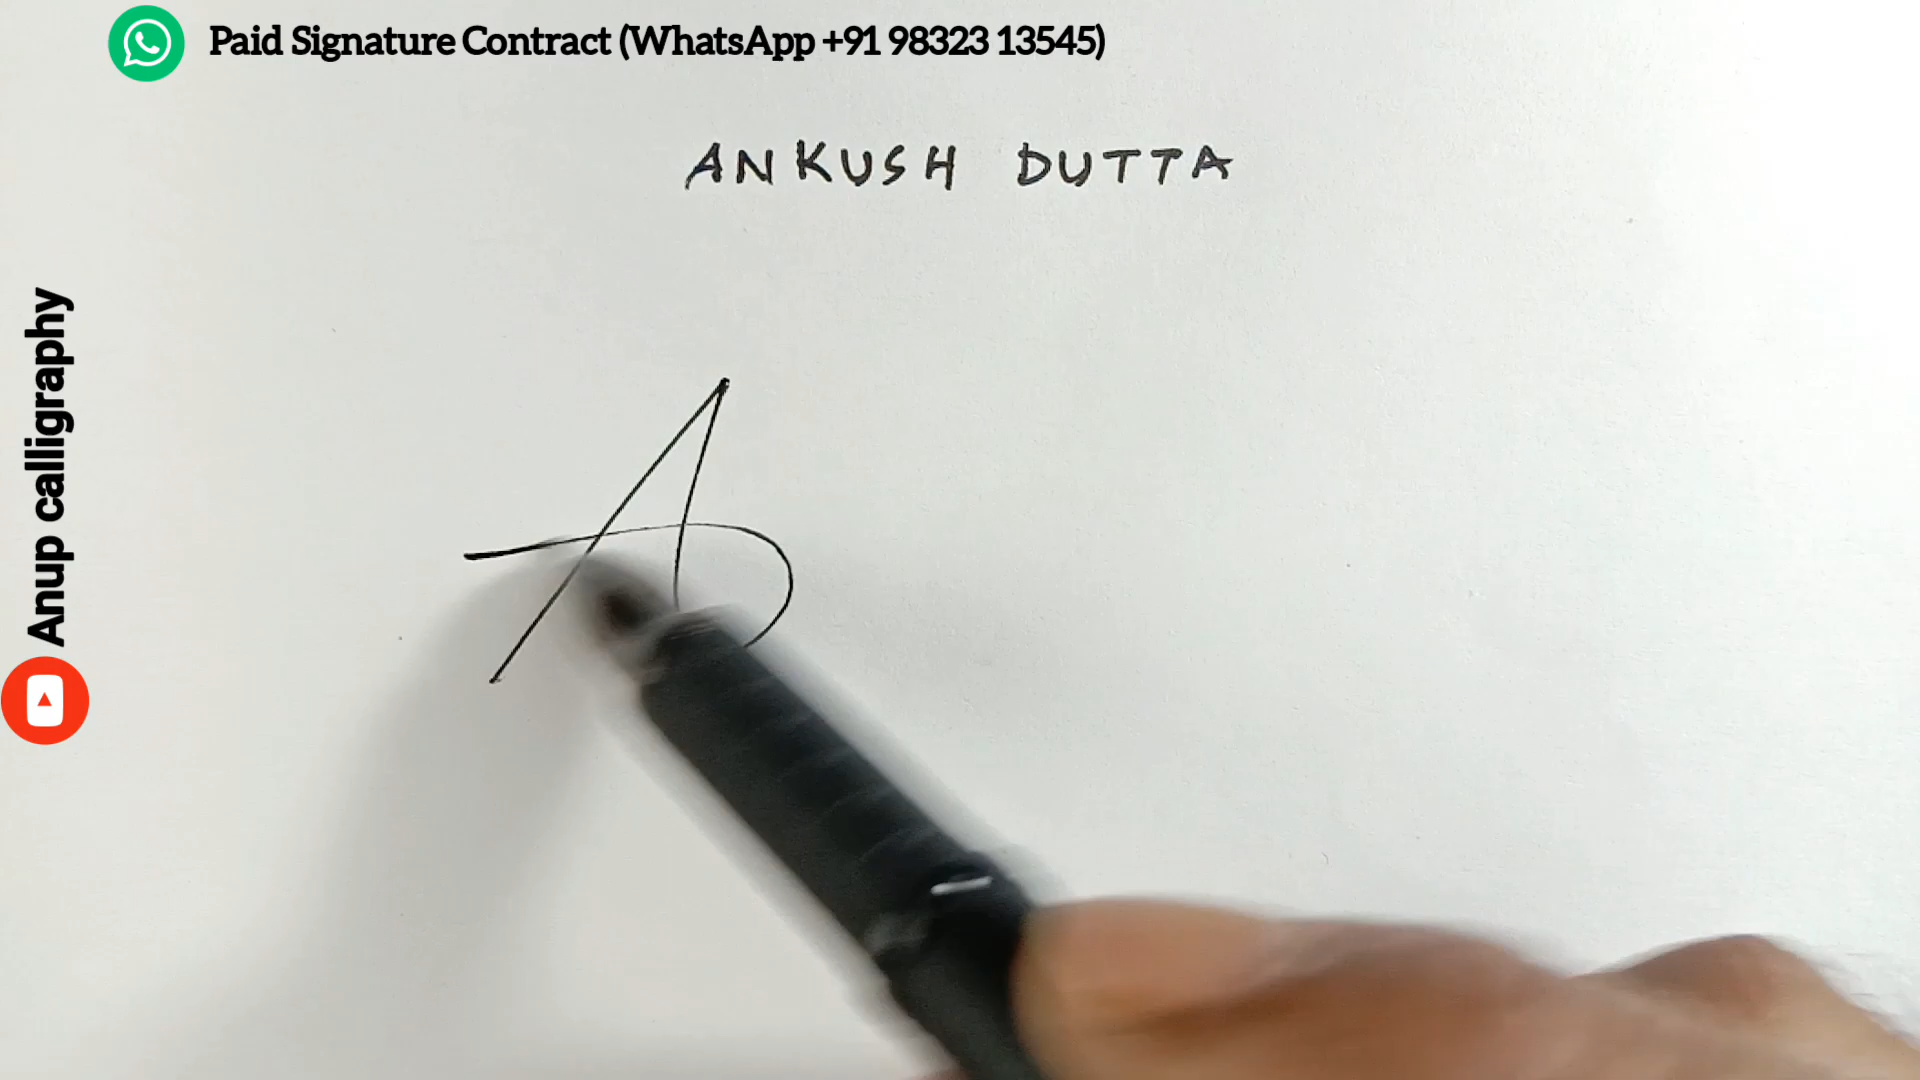 Paid Signature Contract (WhatsApp +91 98323 13545)
ANKUSH DUTTA
Anup calligraphy